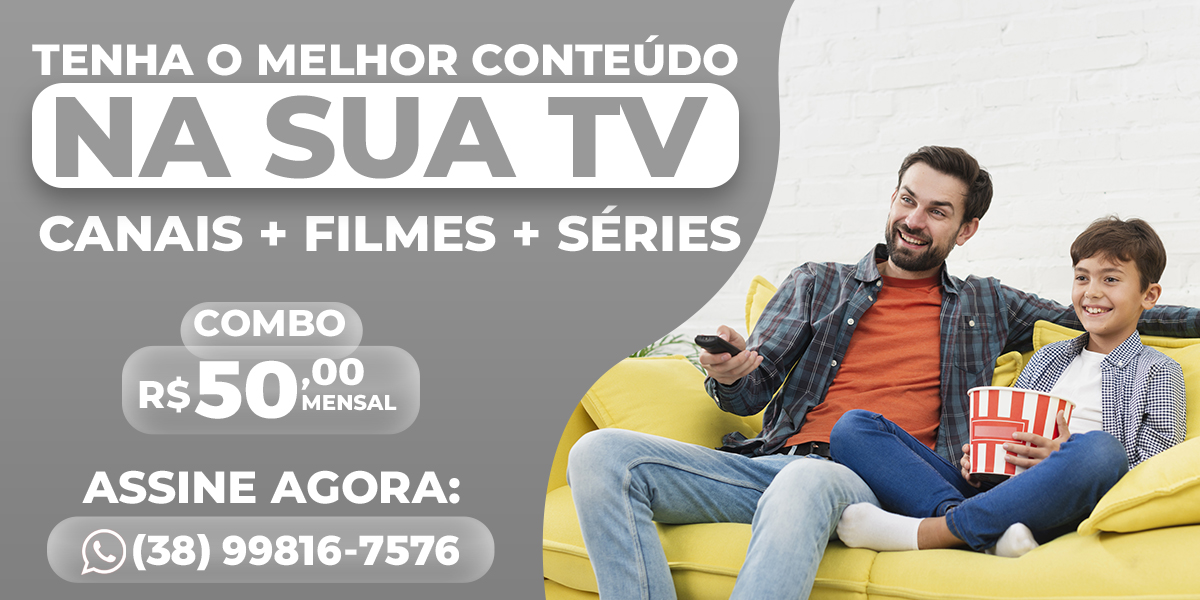 TENHA O MELHOR CONTEÚDO
NA SUA TV
CANAIS + FILMES + SÉRIES
COMBO
R$ 50,00
MENSAL
ASSINE AGORA:
(38) 99816-7576